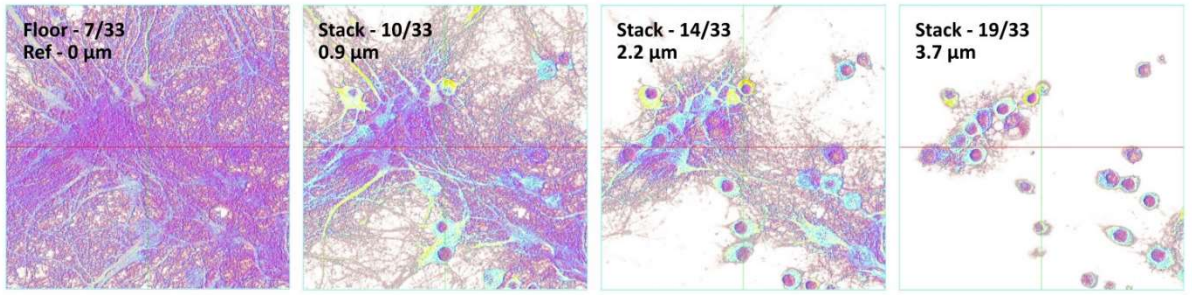 Floor - 7/33
Ref - 0 µm
Stack - 10/33
0.9 µm
Stack - 14/33
2.2 µm
Stack - 19/33
3.7 µm